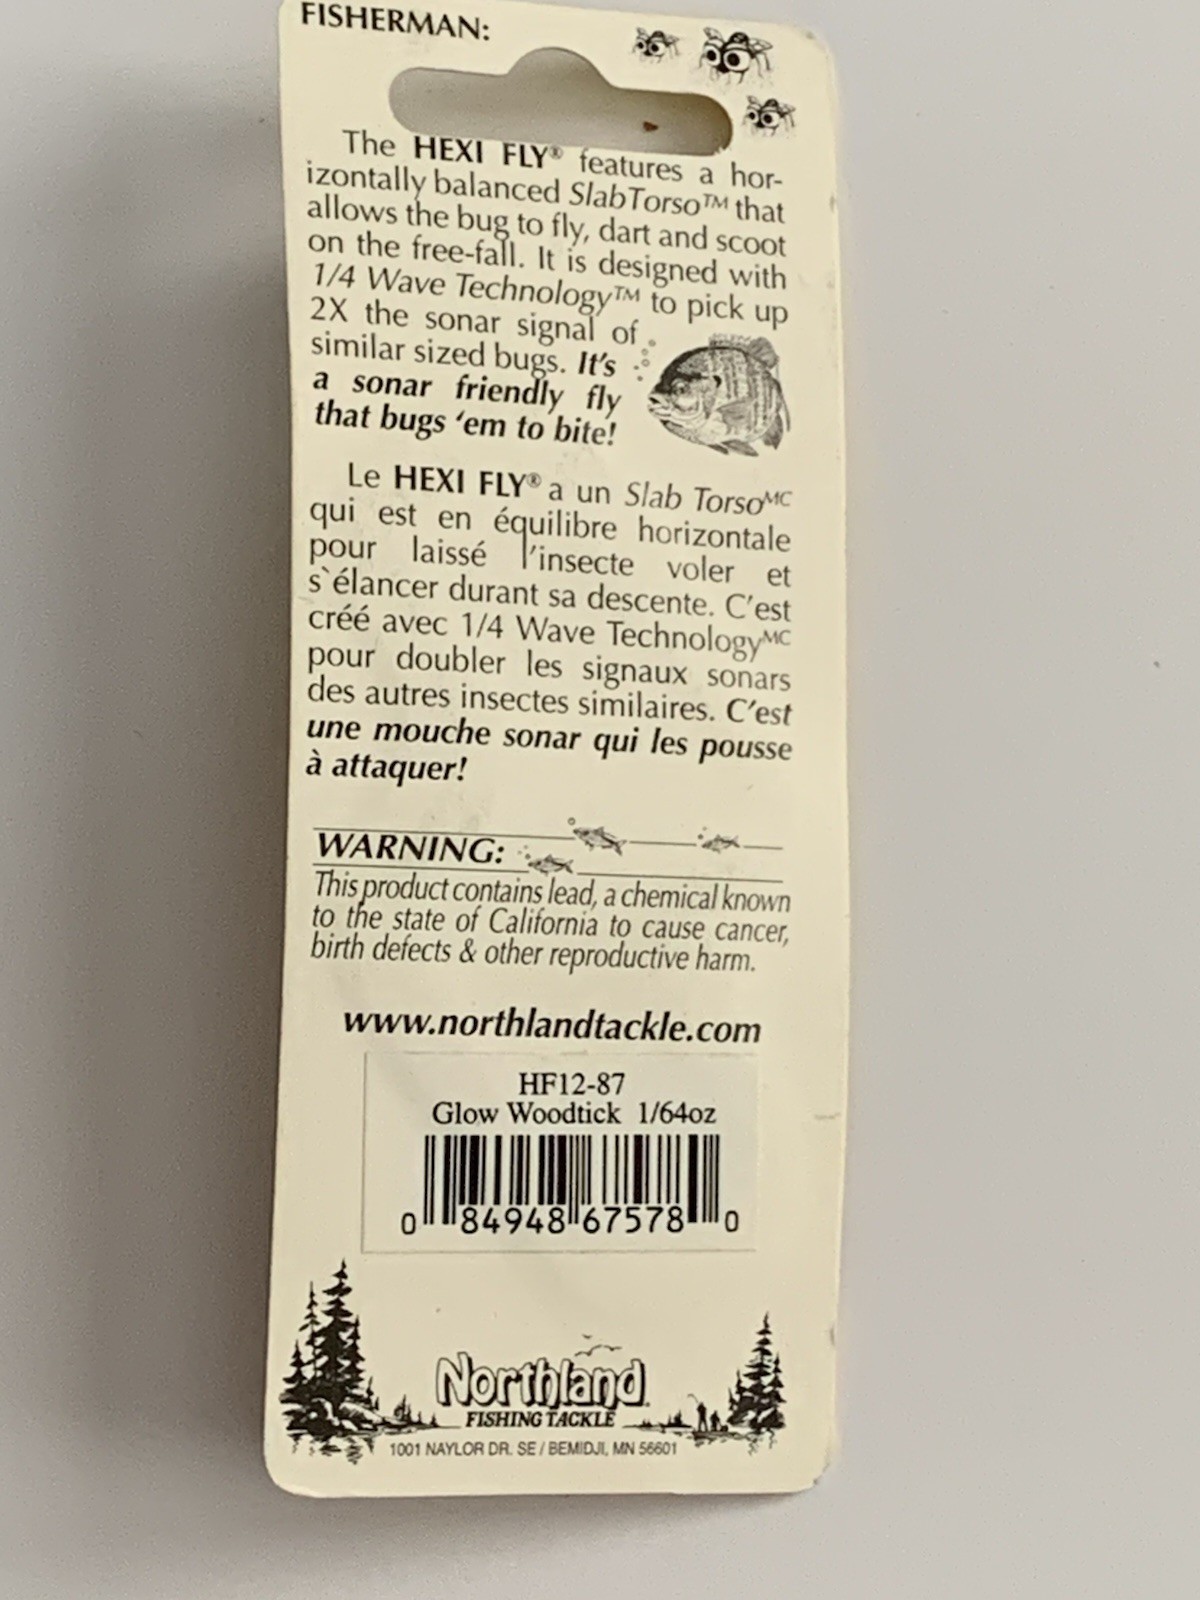 FISHERMAN:
The HEXI FLY® features a hor-
izontally balanced SlabTorso™ that
allows the bug to fly, dart and scoot
on the free-fall. It is designed with
1/4 Wave Technology™ to pick up
2X the sonar signal of
similar sized bugs. It's
a sonar friendly fly
that bugs 'em to bite!
Le HEXI FLY® a un Slab Torsoᴹᶜ
qui est en équilibre horizontale
pour laissé l'insecte voler et
s`élancer durant sa descente. C'est
créé avec 1/4 Wave Technologyᴹᶜ
pour doubler les signaux sonars
des autres insectes similaires. C'est
une mouche sonar qui les pousse
à attaquer!
WARNING:
This product contains lead, a chemical known
to the state of California to cause cancer,
birth defects & other reproductive harm.
www.northlandtackle.com
HF12-87
Glow Woodtick 1/64oz
0 84948 67578 0
Northland
FISHING TACKLE
1001 NAYLOR DR. SE / BEMIDJI, MN 56601